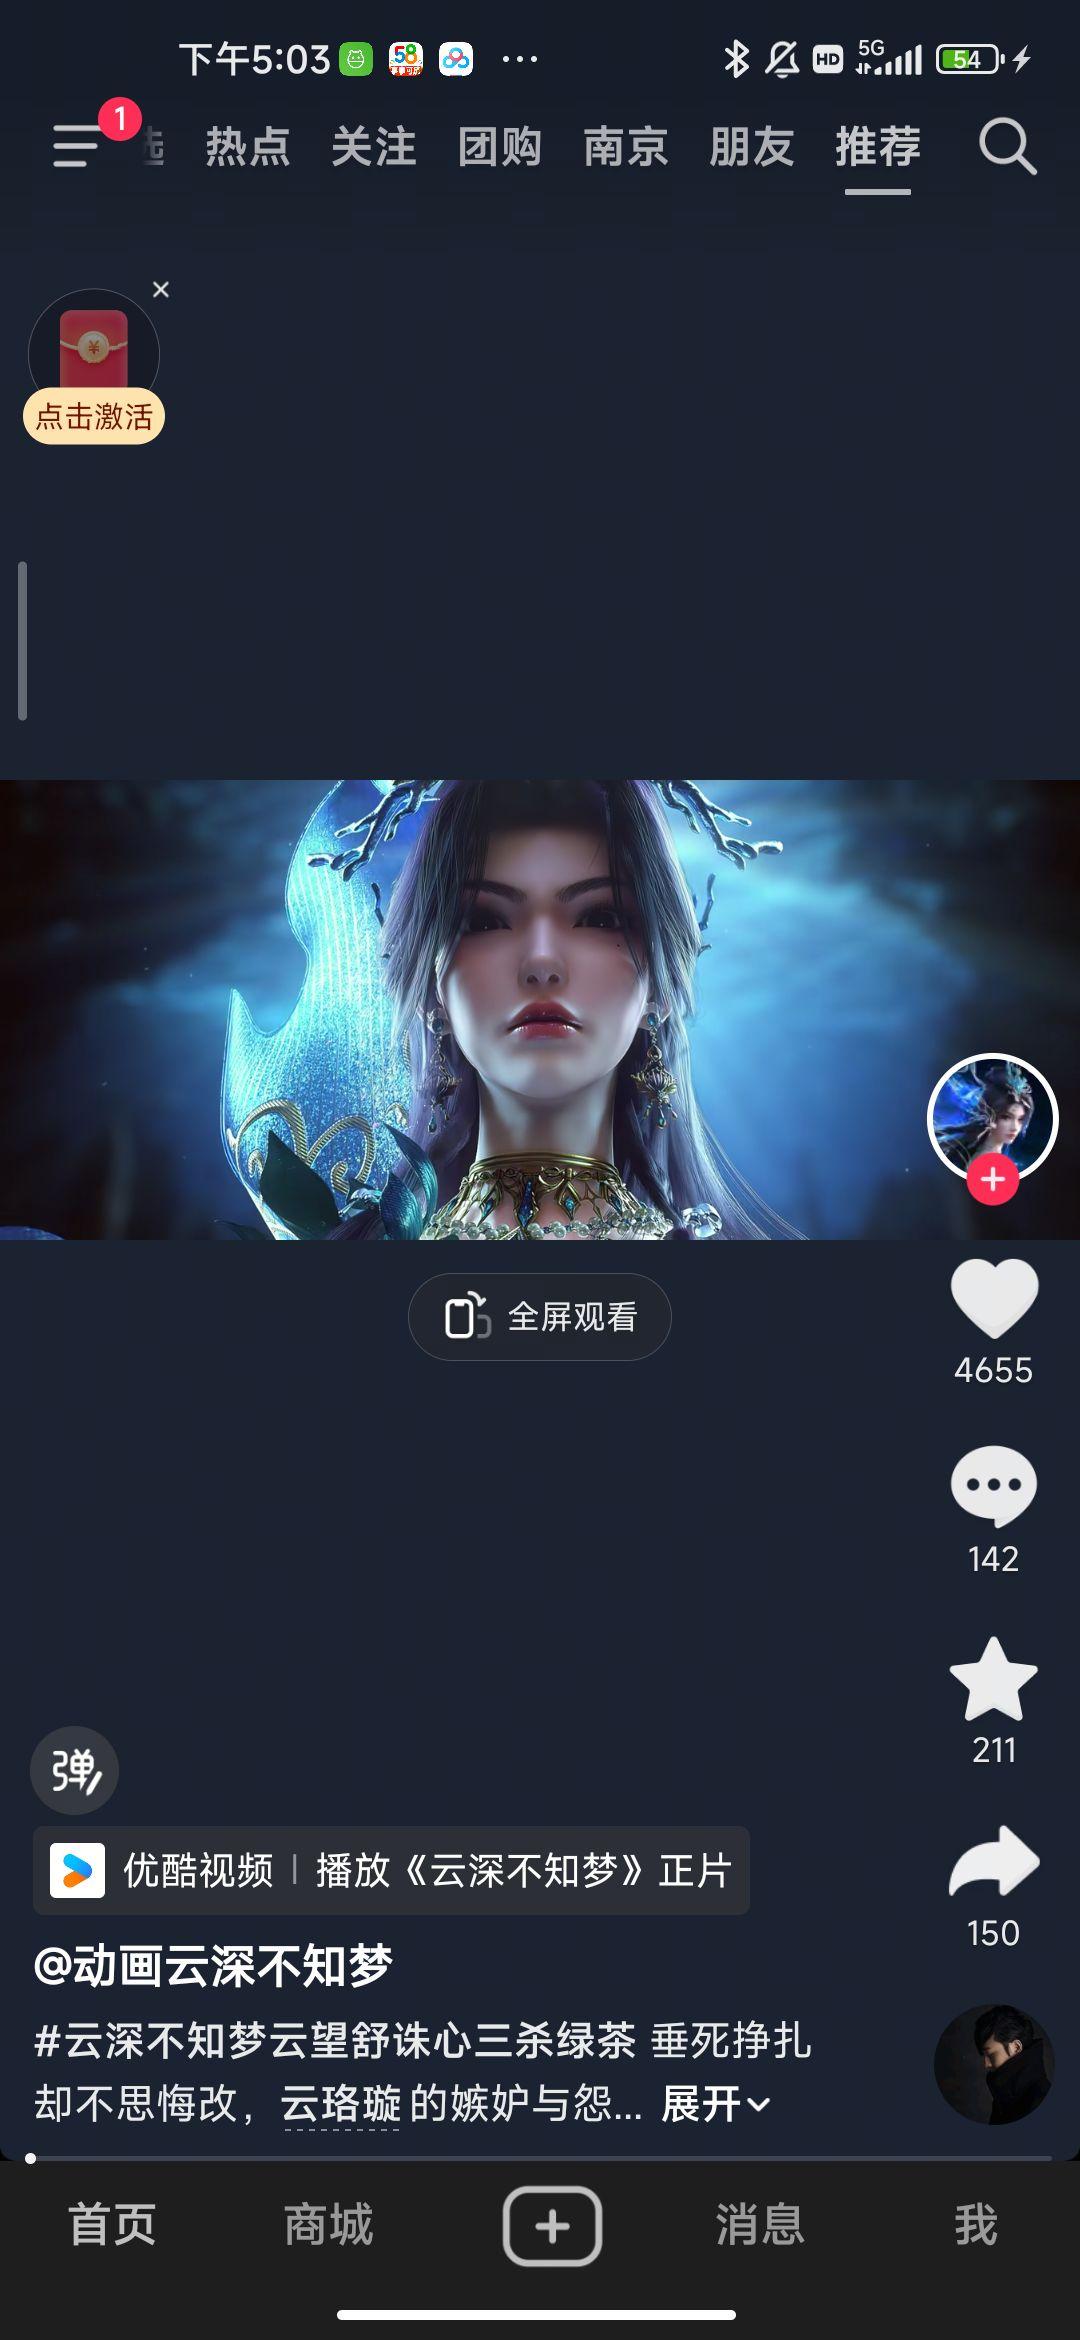 下午5:03
58
HD
5G
54
1
选 热点 关注 团购 南京 朋友 推荐
点击激活
全屏观看
4655
142
211
弹
优酷视频 | 播放《云深不知梦》正片
150
@动画云深不知梦
#云深不知梦云望舒诛心三杀绿茶 垂死挣扎
却不思悔改，云珞璇的嫉妒与怨... 展开
首页 商城 消息 我